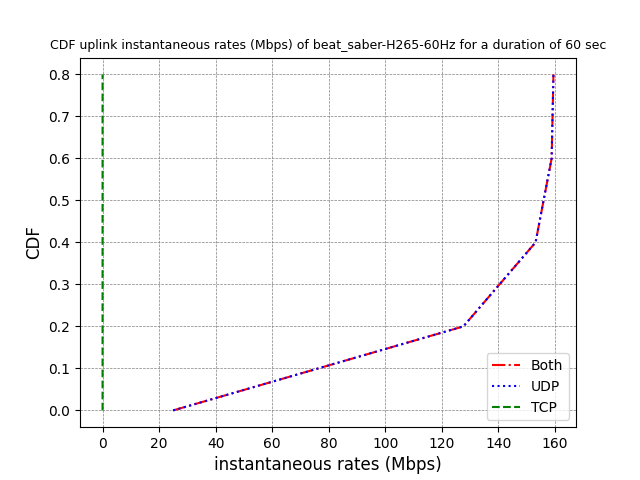 CDF uplink instantaneous rates (Mbps) of beat_saber-H265-60Hz for a duration of 60 sec
CDF
0.8
0.7
0.6
0.5
0.4
0.3
0.2
0.1
0.0
Both
UDP
TCP
0 20 40 60 80 100 120 140 160
instantaneous rates (Mbps)